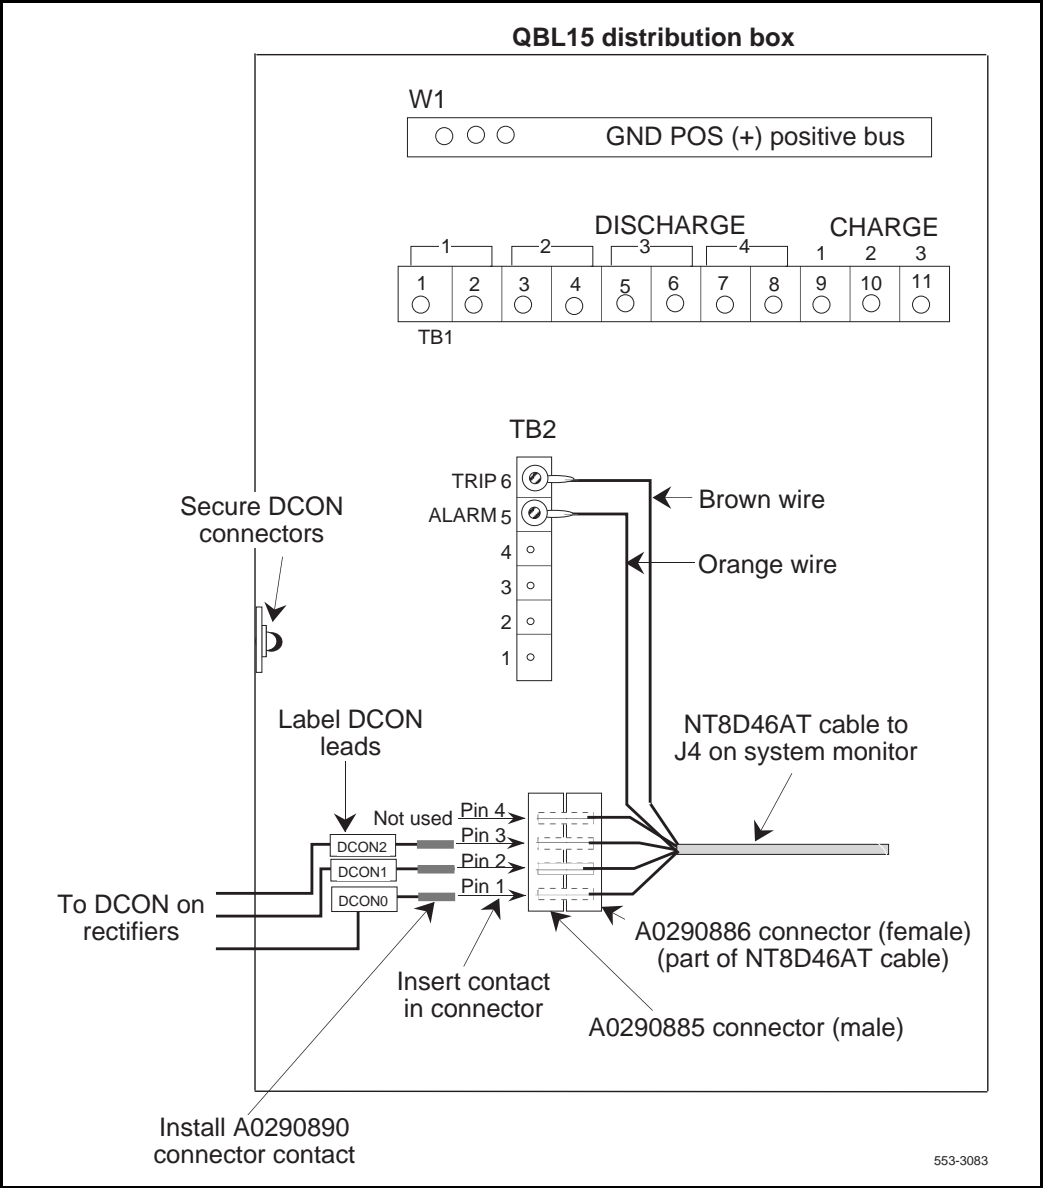 QBL15 distribution box
W1
GND POS (+) positive bus
DISCHARGE
CHARGE
1 2 3 4 1 2 3
1 2 3 4 5 6 7 8 9 10 11
TB1
TB2
TRIP 6
ALARM 5
4
3
2
1
Brown wire
Orange wire
Secure DCON
connectors
Label DCON
leads
NT8D46AT cable to
J4 on system monitor
Not used
Pin 4
Pin 3
Pin 2
Pin 1
DCON2
DCON1
DCON0
To DCON on
rectifiers
A0290886 connector (female)
(part of NT8D46AT cable)
Insert contact
in connector
A0290885 connector (male)
Install A0290890
connector contact
553-3083